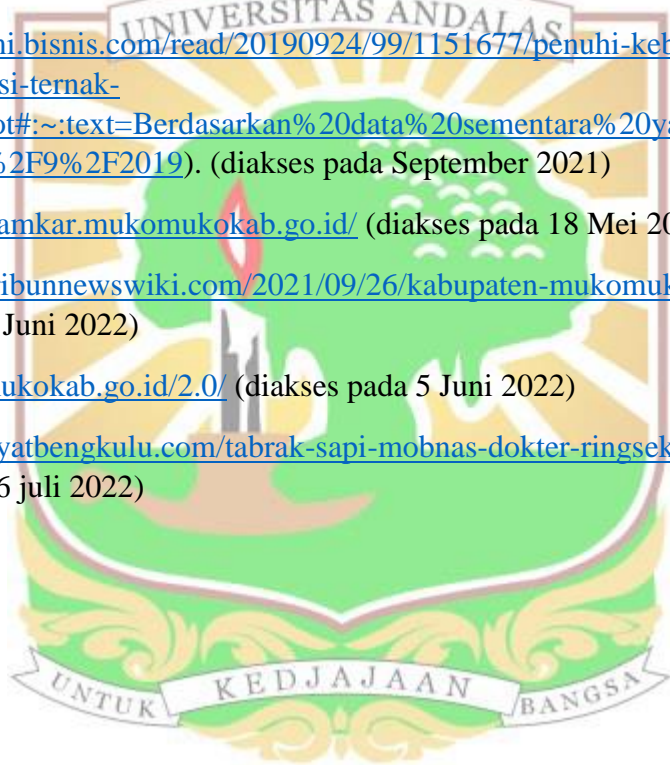 UNIVERSITAS ANDALAS
ni.bisnis.com/read/20190924/99/1151677/penuhi-keb
si-ternak-
ot#:~:text=Berdasarkan%20data%20sementara%20ya
%2F9%2F2019). (diakses pada September 2021)
amkar.mukomukokab.go.id/ (diakses pada 18 Mei 20
ribunnewswiki.com/2021/09/26/kabupaten-mukomuk
Juni 2022)
ukokab.go.id/2.0/ (diakses pada 5 Juni 2022)
yatbengkulu.com/tabrak-sapi-mobnas-dokter-ringsek
6 juli 2022)
UNTUK KEDJAJAAN BANGSA